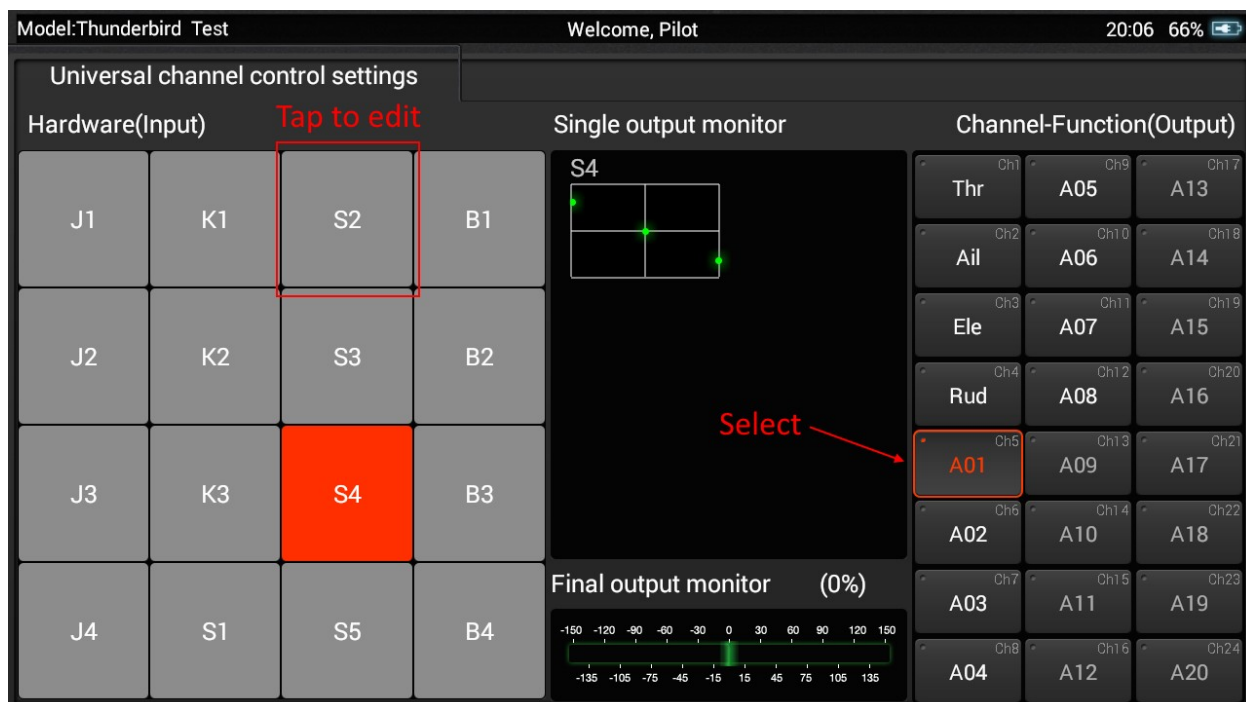 Model:Thunderbird Test
Welcome, Pilot
20:06 66%
Universal channel control settings
Hardware(Input)
Tap to edit
Single output monitor
Channel-Function(Output)
J1 K1 S2 B1
J2 K2 S3 B2
J3 K3 S4 B3
J4 S1 S5 B4
S4
Select
Final output monitor (0%)
-150 -120 -90 -60 -30 0 30 60 90 120 150
-135 -105 -75 -45 -15 15 45 75 105 135
Ch1 Ch9 Ch17
Thr A05 A13
Ch2 Ch10 Ch18
Ail A06 A14
Ch3 Ch11 Ch19
Ele A07 A15
Ch4 Ch12 Ch20
Rud A08 A16
Ch5 Ch13 Ch21
A01 A09 A17
Ch6 Ch14 Ch22
A02 A10 A18
Ch7 Ch15 Ch23
A03 A11 A19
Ch8 Ch16 Ch24
A04 A12 A20